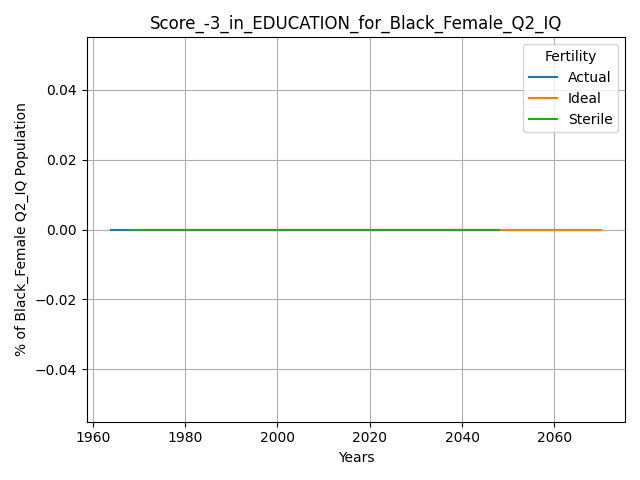 Score_-3_in_EDUCATION_for_Black_Female_Q2_IQ
Fertility
Actual
Ideal
Sterile
% of Black_Female Q2_IQ Population
0.04
0.02
0.00
−0.02
−0.04
1960 1980 2000 2020 2040 2060
Years